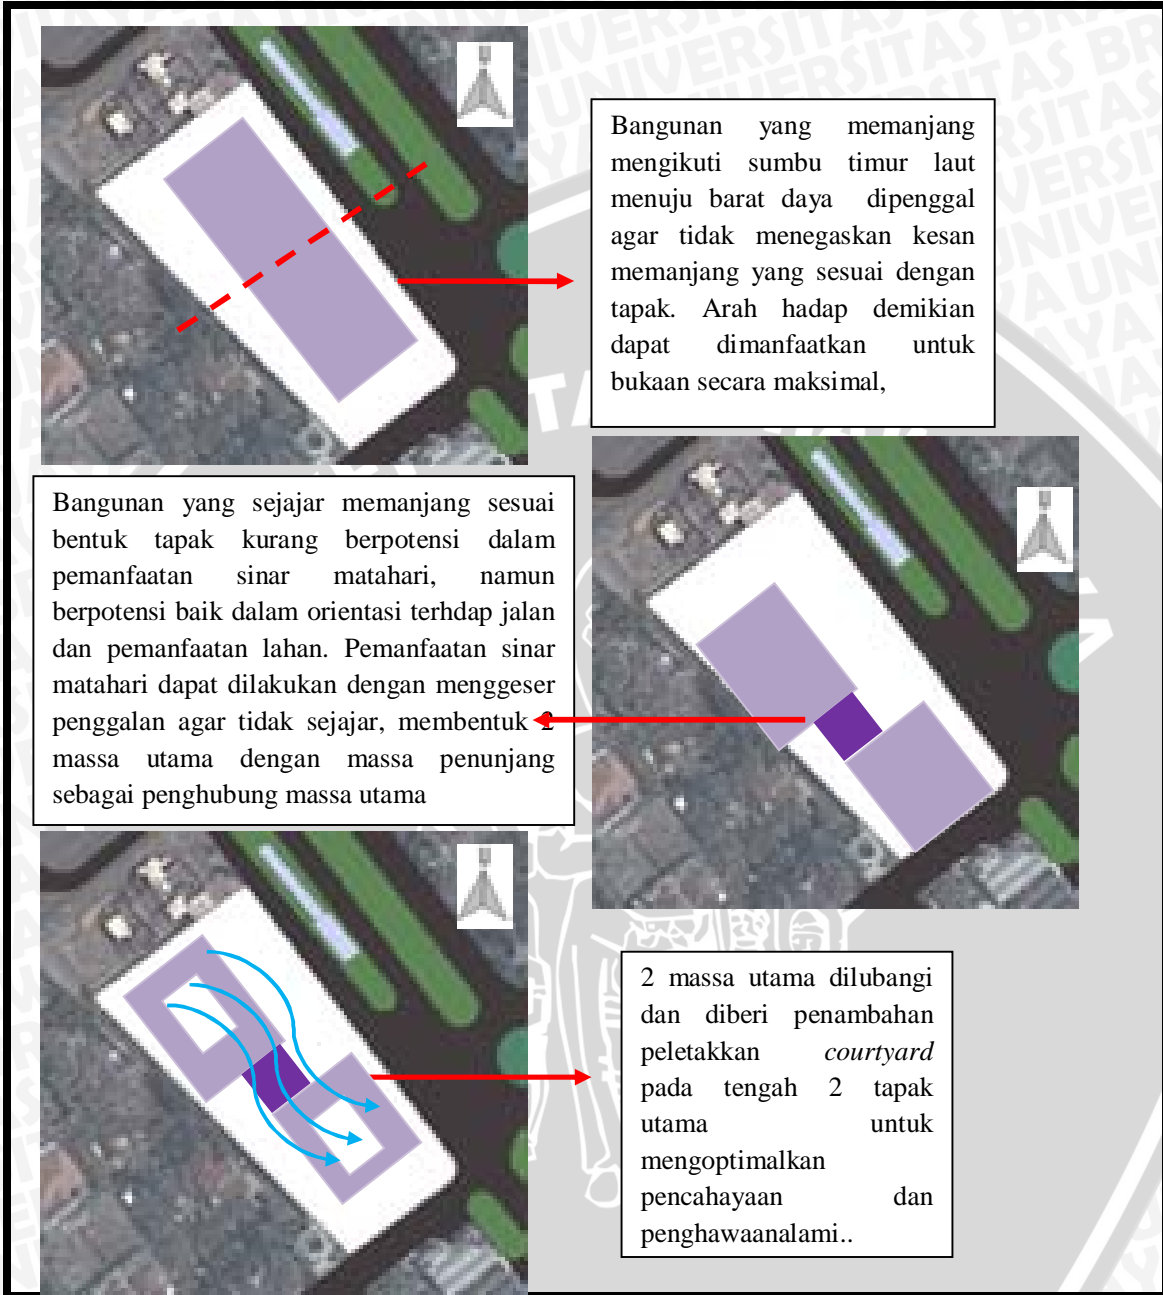 Bangunan yang memanjang
mengikuti sumbu timur laut
menuju barat daya dipenggal
agar tidak menegaskan kesan
memanjang yang sesuai dengan
tapak. Arah hadap demikian
dapat dimanfaatkan untuk
bukaan secara maksimal,
Bangunan yang sejajar memanjang sesuai
bentuk tapak kurang berpotensi dalam
pemanfaatan sinar matahari, namun
berpotensi baik dalam orientasi terhdap jalan
dan pemanfaatan lahan. Pemanfaatan sinar
matahari dapat dilakukan dengan menggeser
penggalan agar tidak sejajar, membentuk 2
massa utama dengan massa penunjang
sebagai penghubung massa utama
2 massa utama dilubangi
dan diberi penambahan
peletakkan courtyard
pada tengah 2 tapak
utama untuk
mengoptimalkan
pencahayaan dan
penghawaanalami..